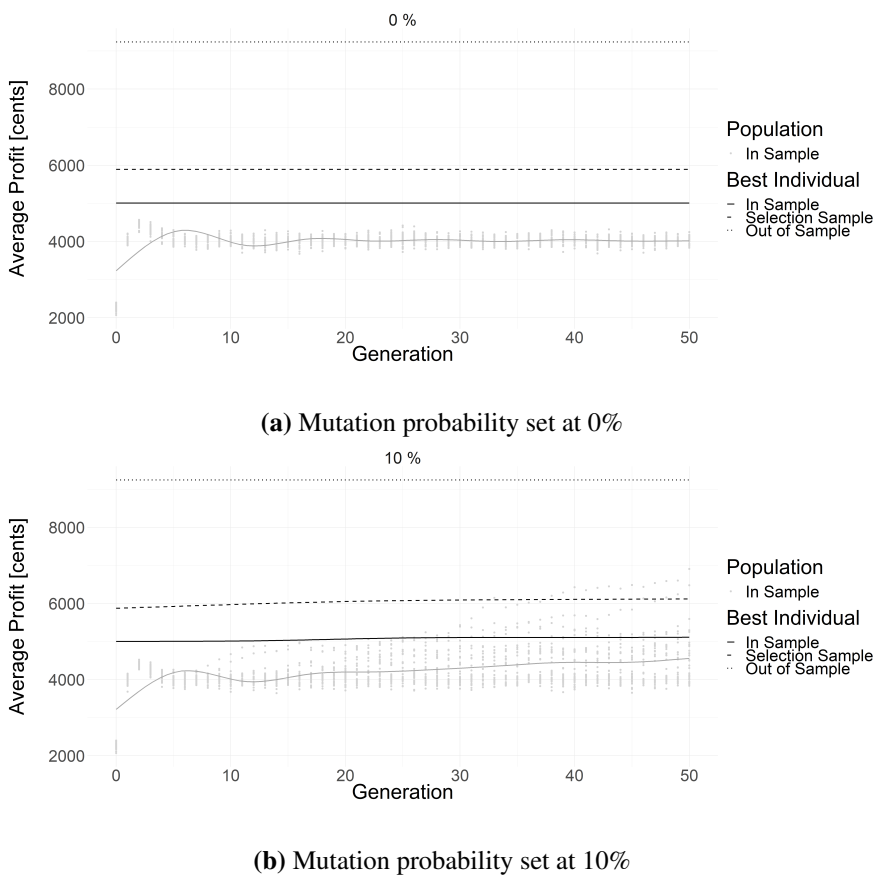 0 %
Average Profit [cents]
8000
6000
4000
2000
0 10 20 30 40 50
Generation
Population
In Sample
Best Individual
In Sample
Selection Sample
Out of Sample
(a) Mutation probability set at 0%
10 %
Average Profit [cents]
8000
6000
4000
2000
0 10 20 30 40 50
Generation
Population
In Sample
Best Individual
In Sample
Selection Sample
Out of Sample
(b) Mutation probability set at 10%